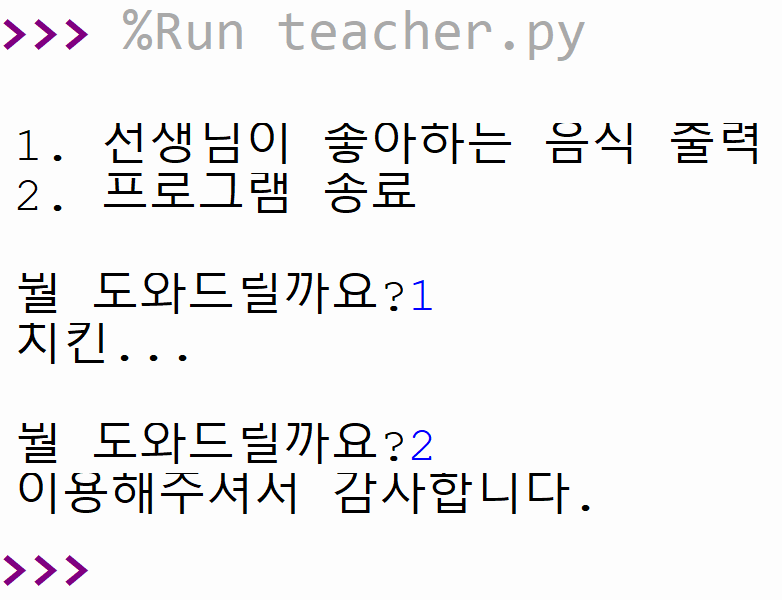 >>> %Run teacher.py
1. 선생님이 좋아하는 음식 출력
2. 프로그램 종료
뭘 도와드릴까요?1
치킨...
뭘 도와드릴까요?2
이용해주셔서 감사합니다.
>>>